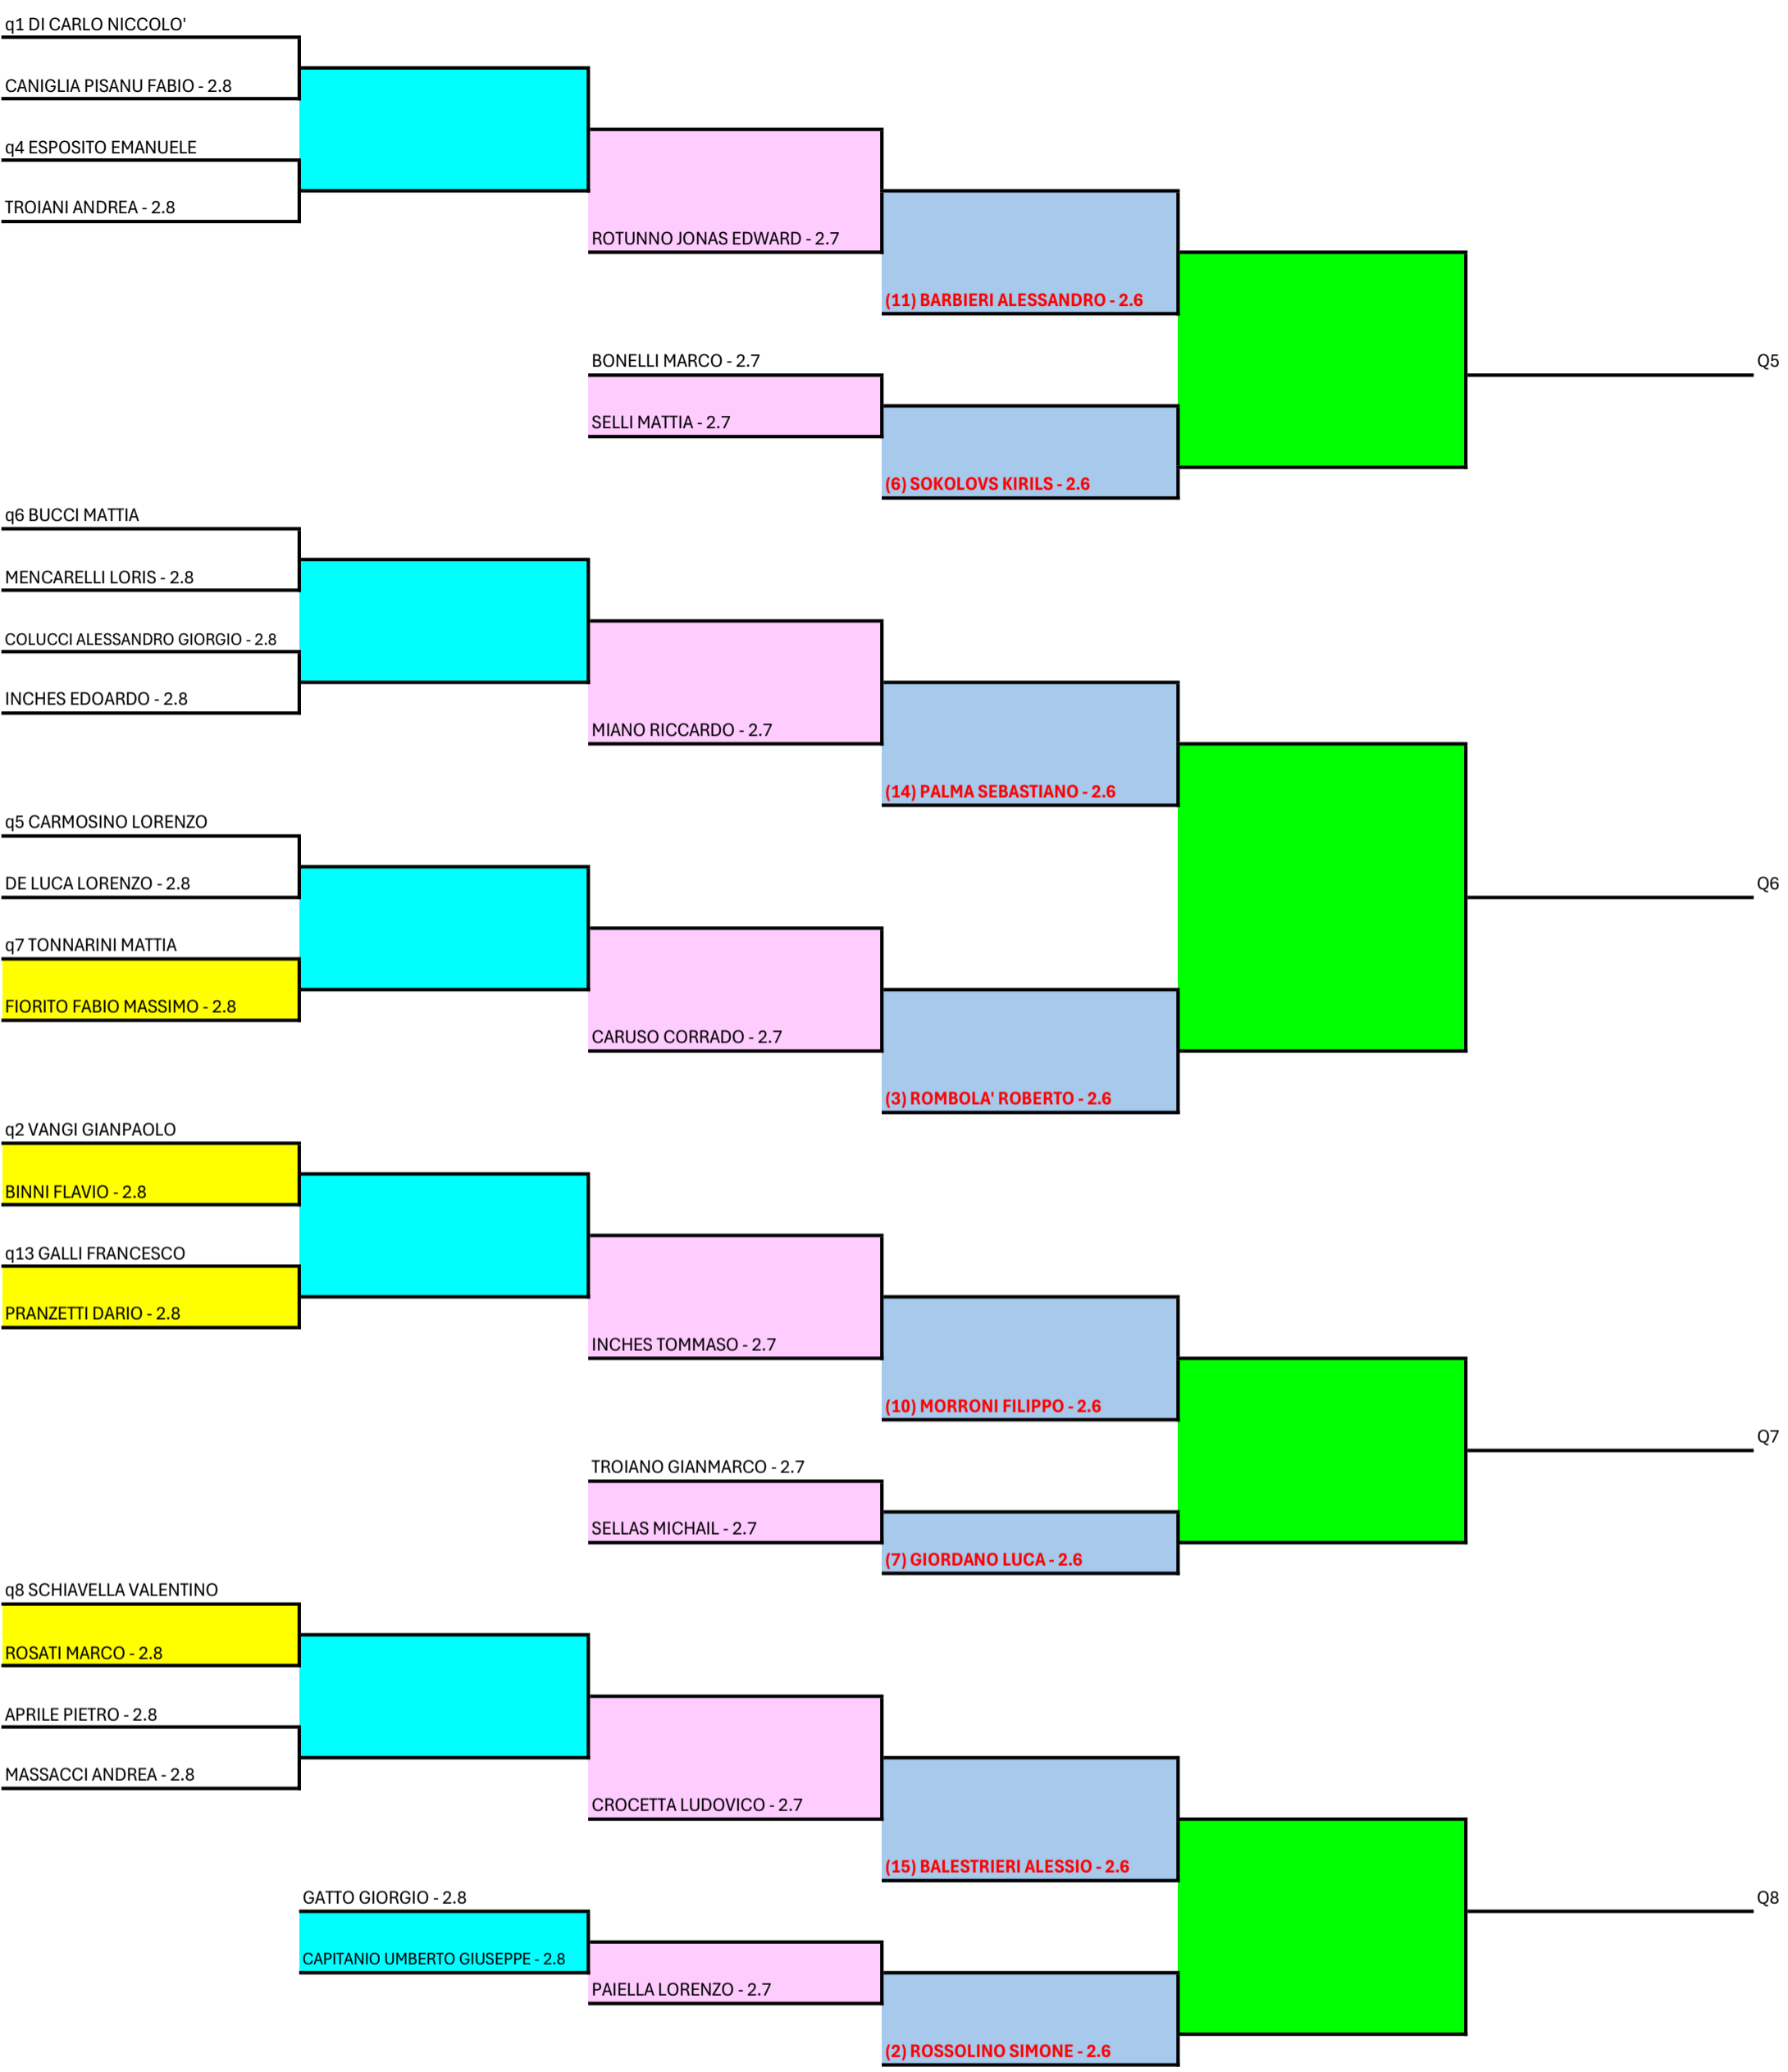 q1 DI CARLO NICCOLO'
CANIGLIA PISANU FABIO - 2.8
q4 ESPOSITO EMANUELE
TROIANI ANDREA - 2.8
ROTUNNO JONAS EDWARD - 2.7
(11) BARBIERI ALESSANDRO - 2.6
BONELLI MARCO - 2.7
Q5
SELLI MATTIA - 2.7
(6) SOKOLOVS KIRILS - 2.6
q6 BUCCI MATTIA
MENCARELLI LORIS - 2.8
COLUCCI ALESSANDRO GIORGIO - 2.8
INCHES EDOARDO - 2.8
MIANO RICCARDO - 2.7
(14) PALMA SEBASTIANO - 2.6
q5 CARMOSINO LORENZO
DE LUCA LORENZO - 2.8
Q6
q7 TONNARINI MATTIA
FIORITO FABIO MASSIMO - 2.8
CARUSO CORRADO - 2.7
(3) ROMBOLA' ROBERTO - 2.6
q2 VANGI GIANPAOLO
BINNI FLAVIO - 2.8
q13 GALLI FRANCESCO
PRANZETTI DARIO - 2.8
INCHES TOMMASO - 2.7
(10) MORRONI FILIPPO - 2.6
Q7
TROIANO GIANMARCO - 2.7
SELLAS MICHAIL - 2.7
(7) GIORDANO LUCA - 2.6
q8 SCHIAVELLA VALENTINO
ROSATI MARCO - 2.8
APRILE PIETRO - 2.8
MASSACCI ANDREA - 2.8
CROCETTA LUDOVICO - 2.7
(15) BALESTRIERI ALESSIO - 2.6
GATTO GIORGIO - 2.8
Q8
CAPITANIO UMBERTO GIUSEPPE - 2.8
PAIELLA LORENZO - 2.7
(2) ROSSOLINO SIMONE - 2.6